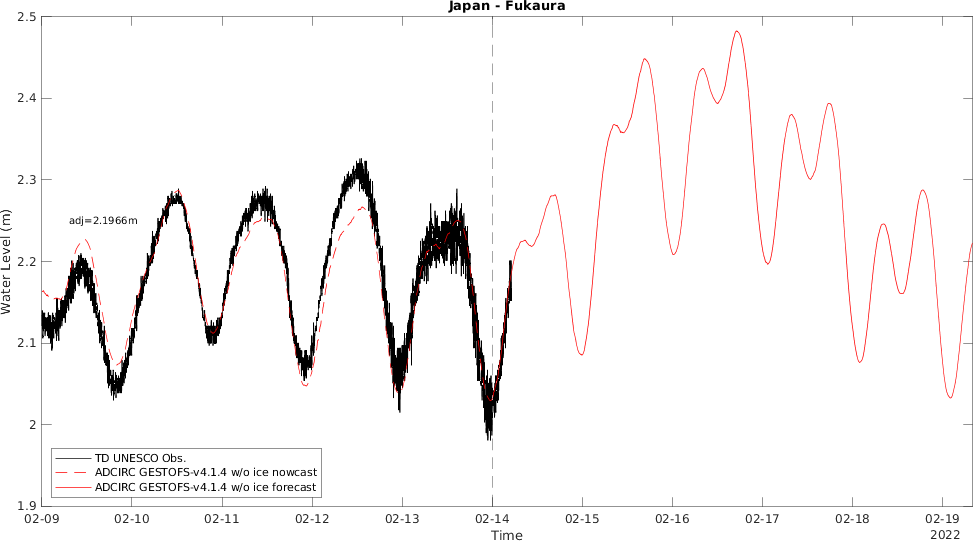 Japan - Fukaura
Water Level (m)
2.5
2.4
2.3
2.2
2.1
2
1.9
adj=2.1966m
TD UNESCO Obs.
ADCIRC GESTOFS-v4.1.4 w/o ice nowcast
ADCIRC GESTOFS-v4.1.4 w/o ice forecast
02-09 02-10 02-11 02-12 02-13 02-14 02-15 02-16 02-17 02-18 02-19
Time
2022